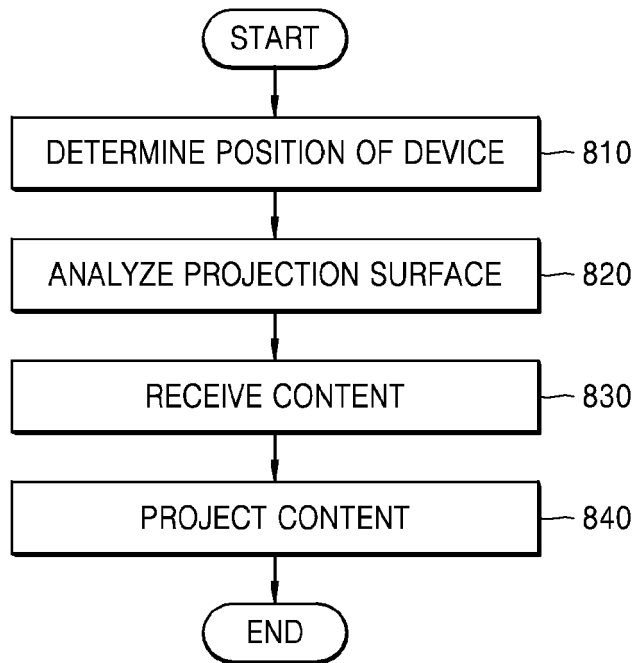 START
DETERMINE POSITION OF DEVICE 810
ANALYZE PROJECTION SURFACE 820
RECEIVE CONTENT 830
PROJECT CONTENT 840
END